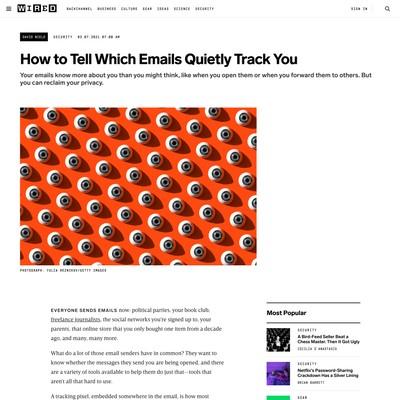 WIRED
BACKCHANNEL BUSINESS CULTURE GEAR IDEAS SCIENCE SECURITY
SIGN IN
DAVID NIELD SECURITY 03.07.2021 07:00 AM
How to Tell Which Emails Quietly Track You
Your emails know more about you than you might think, like when you open them or when you forward them to others. But
you can reclaim your privacy.
PHOTOGRAPH: YULIA REZNIKOV/GETTY IMAGES
EVERYONE SENDS EMAILS now: political parties, your book club,
freelance journalists, the social networks you're signed up to, your
parents, that online store that you only bought one item from a decade
ago, and many, many more.
What do a lot of those email senders have in common? They want to
know whether the messages they send you are being opened, and there
are a variety of tools available to help them do just that—tools that
aren't all that hard to use.
A tracking pixel, embedded somewhere in the email, is how most
Most Popular
SECURITY
A Bird-Feed Seller Beat a
Chess Master. Then It Got Ugly
CECILIA D'ANASTASIO
SECURITY
Netflix's Password-Sharing
Crackdown Has a Silver Lining
BRIAN BARRETT
GEAR